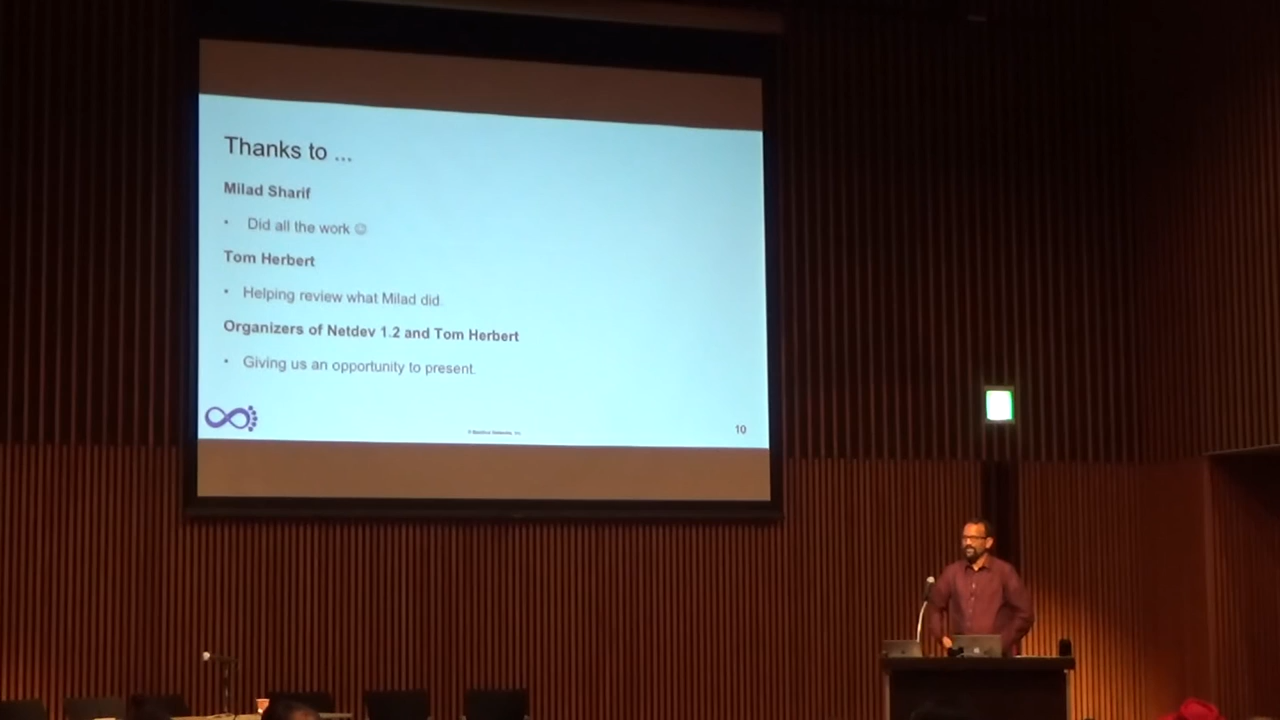 Thanks to ...
Milad Sharif
• Did all the work ☺
Tom Herbert
• Helping review what Milad did.
Organizers of Netdev 1.2 and Tom Herbert
• Giving us an opportunity to present.
10